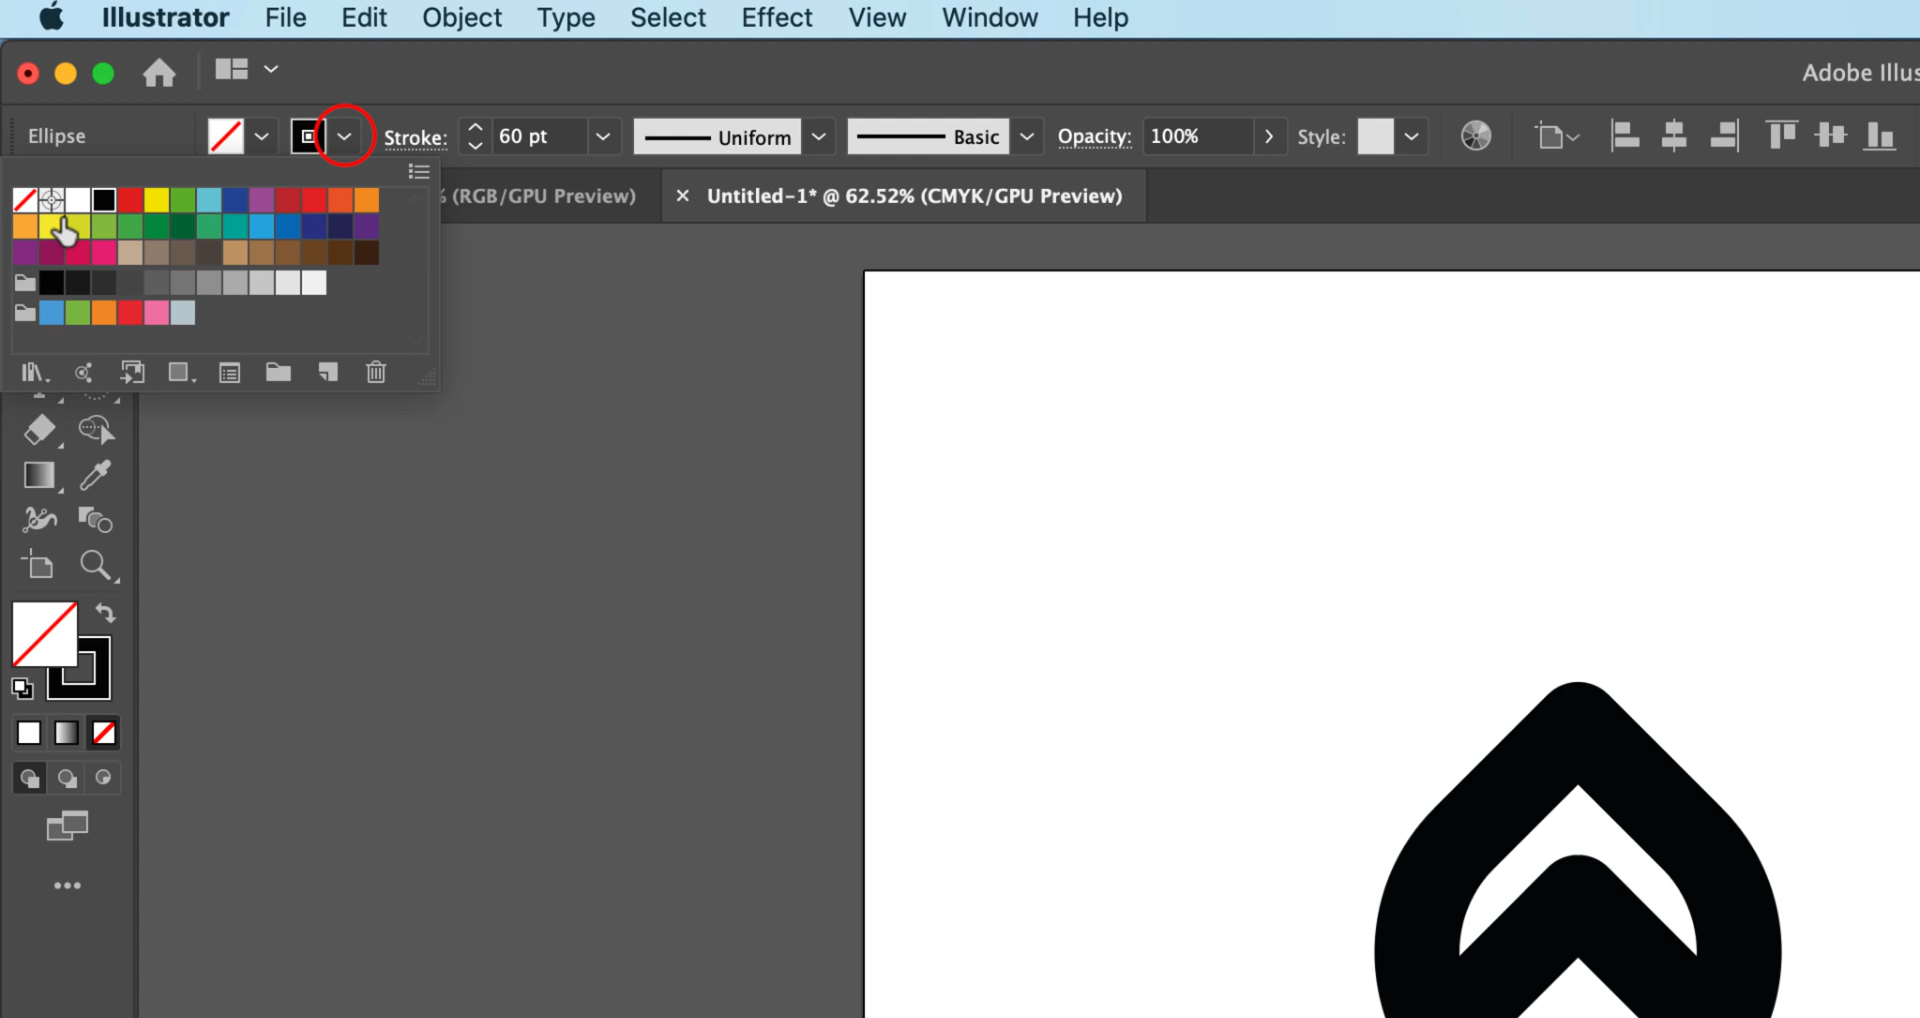 Illustrator File Edit Object Type Select Effect View Window Help
Adobe Illus
Ellipse Stroke: 60 pt Uniform Basic Opacity: 100% Style:
% (RGB/GPU Preview) × Untitled-1* @ 62.52% (CMYK/GPU Preview)